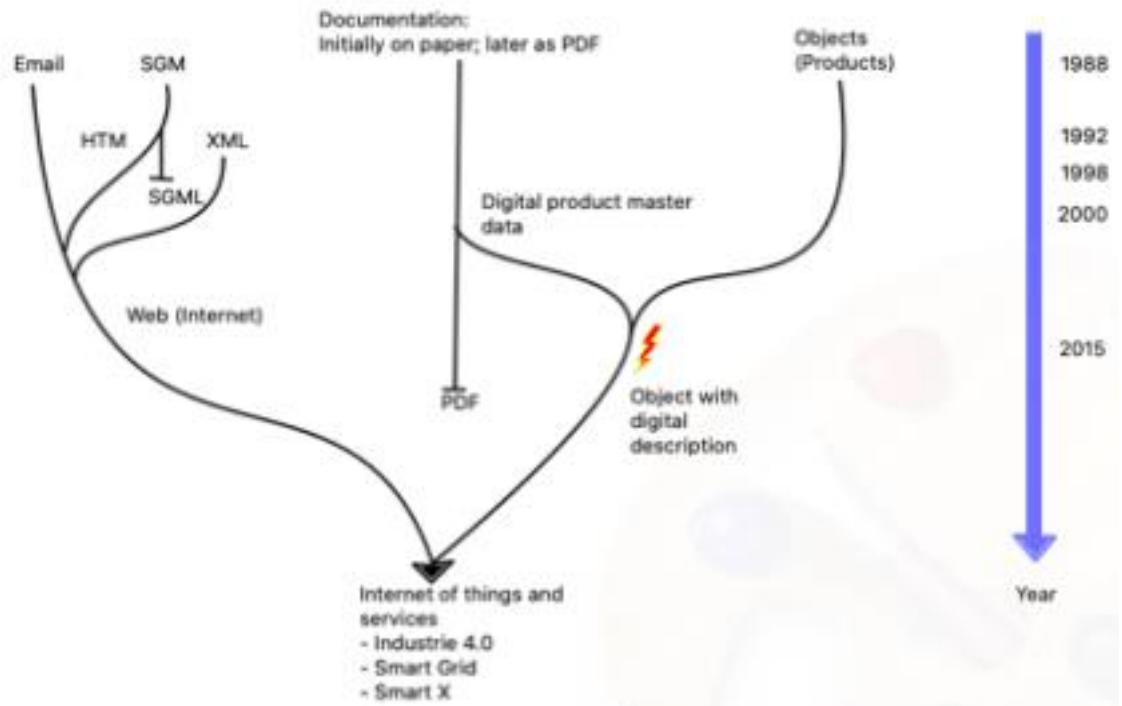 Documentation:
Initially on paper; later as PDF
Objects
(Products)
Email
SGM
1988
HTM
XML
1992
1998
SGML
Digital product master
data
2000
Web (Internet)
2015
PDF
Object with
digital
description
Internet of things and
services
- Industrie 4.0
- Smart Grid
- Smart X
Year